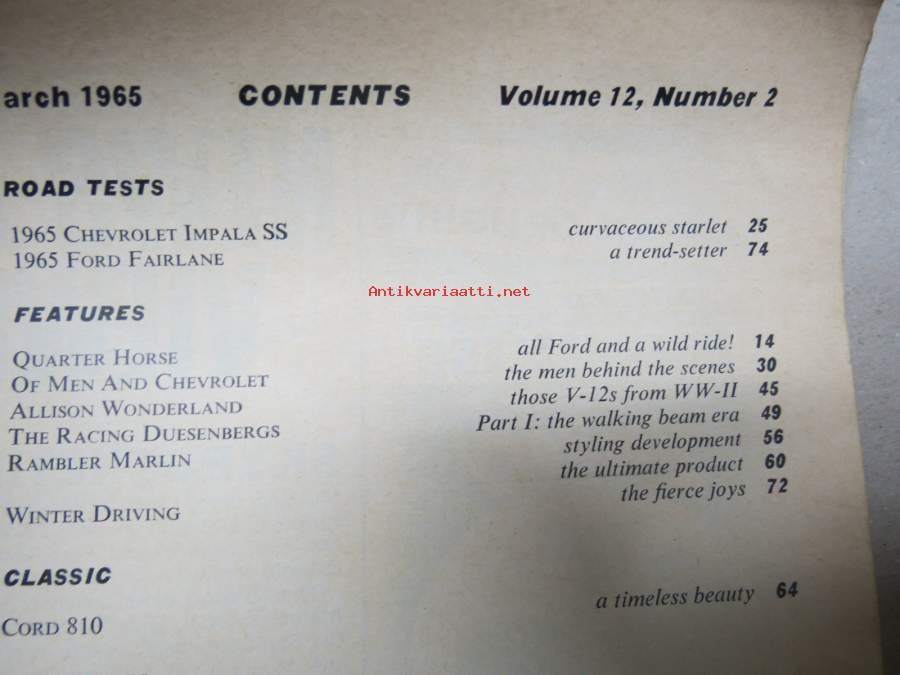 arch 1965 CONTENTS Volume 12, Number 2
ROAD TESTS
1965 CHEVROLET IMPALA SS curvaceous starlet 25
1965 FORD FAIRLANE a trend-setter 74
Antikvariaatti.net
FEATURES
QUARTER HORSE all Ford and a wild ride! 14
OF MEN AND CHEVROLET the men behind the scenes 30
ALLISON WONDERLAND those V-12s from WW-II 45
THE RACING DUESENBERGS Part I: the walking beam era 49
RAMBLER MARLIN styling development 56
the ultimate product 60
WINTER DRIVING the fierce joys 72
CLASSIC
CORD 810 a timeless beauty 64